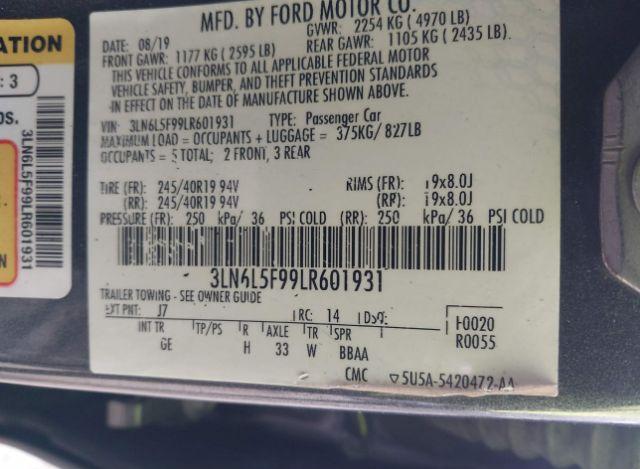 MFD. BY FORD MOTOR CO.
DATE: 08/19
GVWR: 2254 KG ( 4970 LB)
FRONT GAWR: 1177 KG ( 2595 LB)
REAR GAWR: 1105 KG ( 2435 LB)
THIS VEHICLE CONFORMS TO ALL APPLICABLE FEDERAL MOTOR
VEHICLE SAFETY, BUMPER, AND THEFT PREVENTION STANDARDS
IN EFFECT ON THE DATE OF MANUFACTURE SHOWN ABOVE.
VIN: 3LN6L5F99LR601931 TYPE: Passenger Car
MAXIMUM LOAD = OCCUPANTS + LUGGAGE = 375KG/ 827LB
OCCUPANTS = 5 TOTAL; 2 FRONT, 3 REAR
TIRE (FR): 245/40R19 94V RIMS (FR): 19x8.0J
(RR): 245/40R19 94V (RR): 19x8.0J
PRESSURE (FR): 250 kPa/ 36 PSI COLD (RR): 250 kPa/ 36 PSI COLD
3LN6L5F99LR601931
TRAILER TOWING - SEE OWNER GUIDE
EXT PNT: J7 RC: 14 DSO:
INT TR TP/PS R AXLE TR SPR
GE H 33 W BBAA
F0020
R0055
CMC ▽5U5A-5420472-AA
ATION
: 3
DS.
3LN6L5F99LR601931